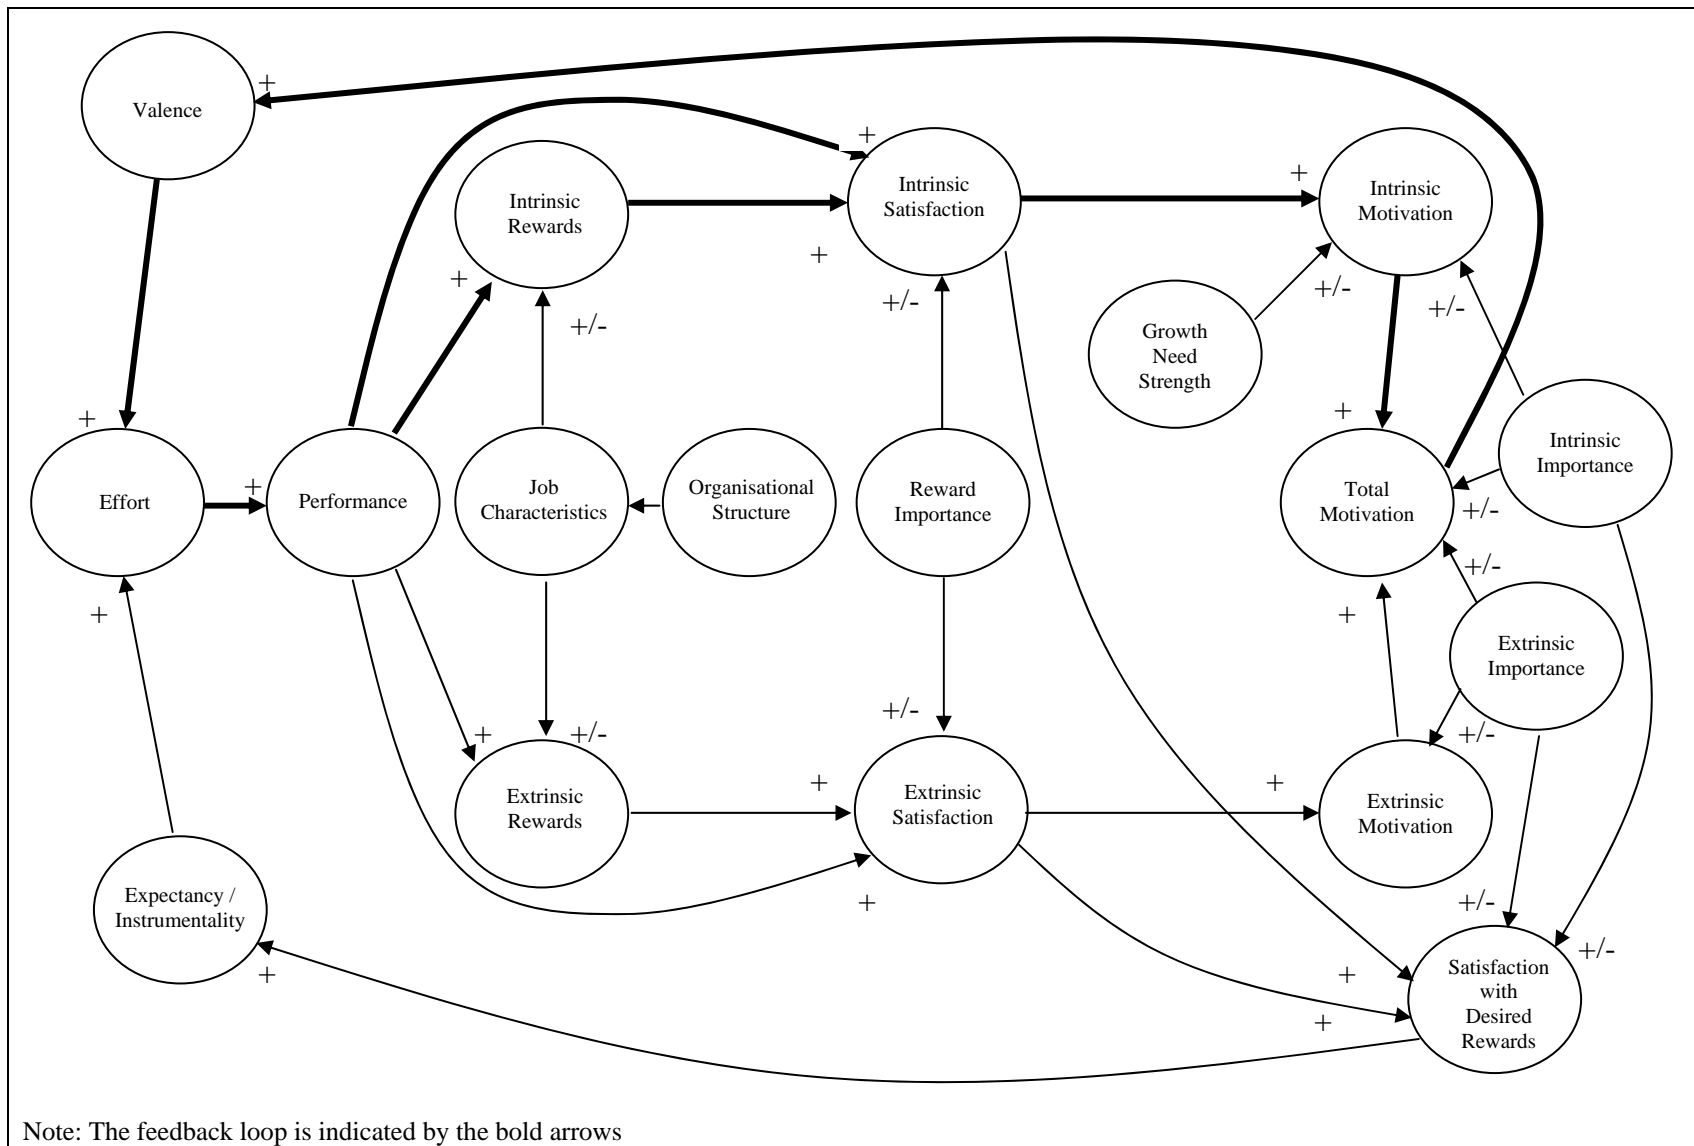 +
Valence
+
+
Intrinsic
Rewards
Intrinsic
Satisfaction
Intrinsic
Motivation
+
+
+/-
+/-
+/-
+/-
Growth
Need
Strength
+
+
Effort
+
Performance
Job
Characteristics
Organisational
Structure
Reward
Importance
Total
Motivation
Intrinsic
Importance
+/-
+/-
+
+
Extrinsic
Importance
+
+/-
+/-
+/-
Extrinsic
Rewards
+
Extrinsic
Satisfaction
+
Extrinsic
Motivation
Expectancy /
Instrumentality
+
+/-
+/-
+
+
+
Satisfaction
with
Desired
Rewards
Note: The feedback loop is indicated by the bold arrows